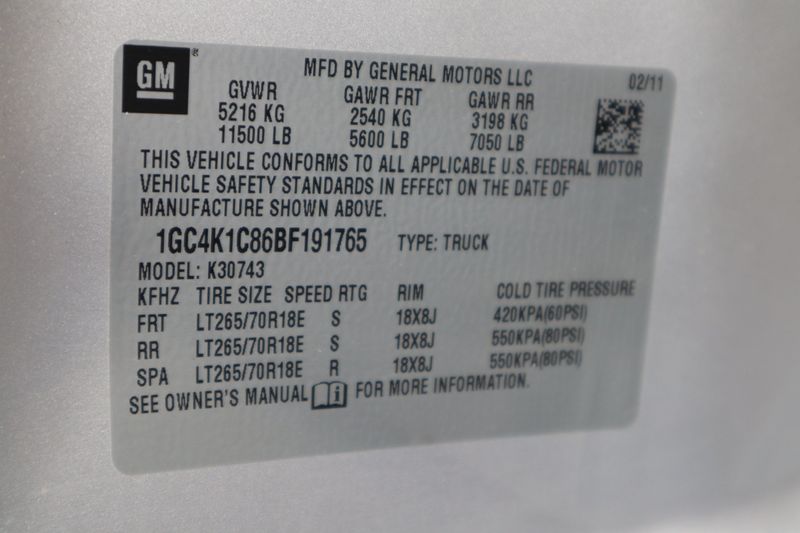 GM®
MFD BY GENERAL MOTORS LLC 02/11
GVWR GAWR FRT GAWR RR
5216 KG 2540 KG 3198 KG
11500 LB 5600 LB 7050 LB
THIS VEHICLE CONFORMS TO ALL APPLICABLE U.S. FEDERAL MOTOR
VEHICLE SAFETY STANDARDS IN EFFECT ON THE DATE OF
MANUFACTURE SHOWN ABOVE.
1GC4K1C86BF191765 TYPE: TRUCK
MODEL: K30743
KFHZ TIRE SIZE SPEED RTG RIM COLD TIRE PRESSURE
FRT LT265/70R18E S 18X8J 420KPA(60PSI)
RR LT265/70R18E S 18X8J 550KPA(80PSI)
SPA LT265/70R18E R 18X8J 550KPA(80PSI)
SEE OWNER'S MANUAL i FOR MORE INFORMATION.